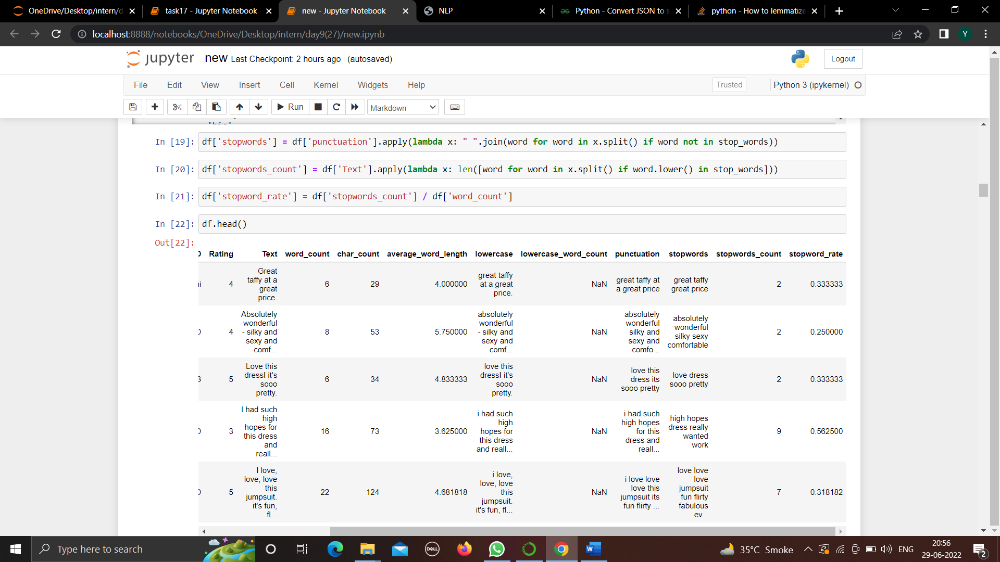 OneDrive/Desktop/intern/d
task17 - Jupyter Notebook
new - Jupyter Notebook
NLP
Python - Convert JSON to s
python - How to lemmatize
localhost:8888/notebooks/OneDrive/Desktop/intern/day9(27)/new.ipynb
Y
jupyter new Last Checkpoint: 2 hours ago (autosaved)
Logout
File Edit View Insert Cell Kernel Widgets Help
Trusted
Python 3 (ipykernel)
Run
Markdown
In [19]: df['stopwords'] = df['punctuation'].apply(lambda x: " ".join(word for word in x.split() if word not in stop_words))
In [20]: df['stopwords_count'] = df['Text'].apply(lambda x: len([word for word in x.split() if word.lower() in stop_words]))
In [21]: df['stopword_rate'] = df['stopwords_count'] / df['word_count']
In [22]: df.head()
Out[22]:
Rating Text word_count char_count average_word_length lowercase lowercase_word_count punctuation stopwords stopwords_count stopword_rate
4
Great
taffy at a
great
price.
6
29
4.000000
great taffy
at a great
price.
NaN
great taffy at
a great price
great taffy
great price
2
0.333333
4
Absolutely
wonderful
- silky and
sexy and
comf...
8
53
5.750000
absolutely
wonderful
- silky and
sexy and
comf...
NaN
absolutely
wonderful
silky and
sexy and
comfo...
absolutely
wonderful
silky sexy
comfortable
2
0.250000
5
Love this
dress! it's
sooo
pretty.
6
34
4.833333
love this
dress! it's
sooo
pretty.
NaN
love this
dress its
sooo pretty
love dress
sooo pretty
2
0.333333
3
I had such
high
hopes for
this dress
and
reall...
16
73
3.625000
i had such
high
hopes for
this dress
and reall...
NaN
i had such
high hopes
for this
dress and
reall...
high hopes
dress really
wanted
work
9
0.562500
5
I love,
love, love
this
jumpsuit.
it's fun,
fl...
22
124
4.681818
i love,
love, love
this
jumpsuit.
it's fun, fl...
NaN
i love love
love this
jumpsuit its
fun flirty ...
love love
love
jumpsuit
fun flirty
fabulous
ev...
7
0.318182
Type here to search
DELL
W
35°C Smoke
ENG
20:56
29-06-2022
2